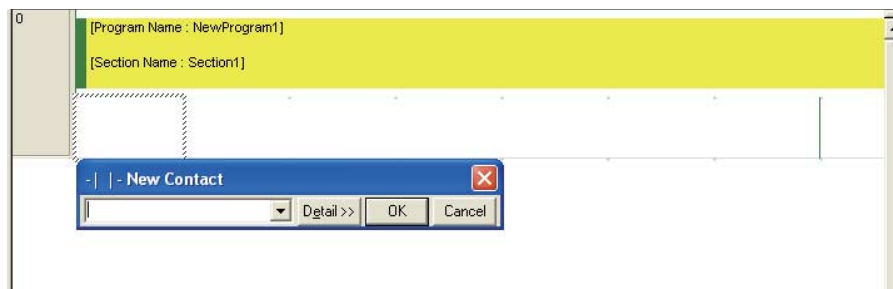 0
[Program Name : NewProgram1]
[Section Name : Section1]
-| |- New Contact
Detail >> OK Cancel